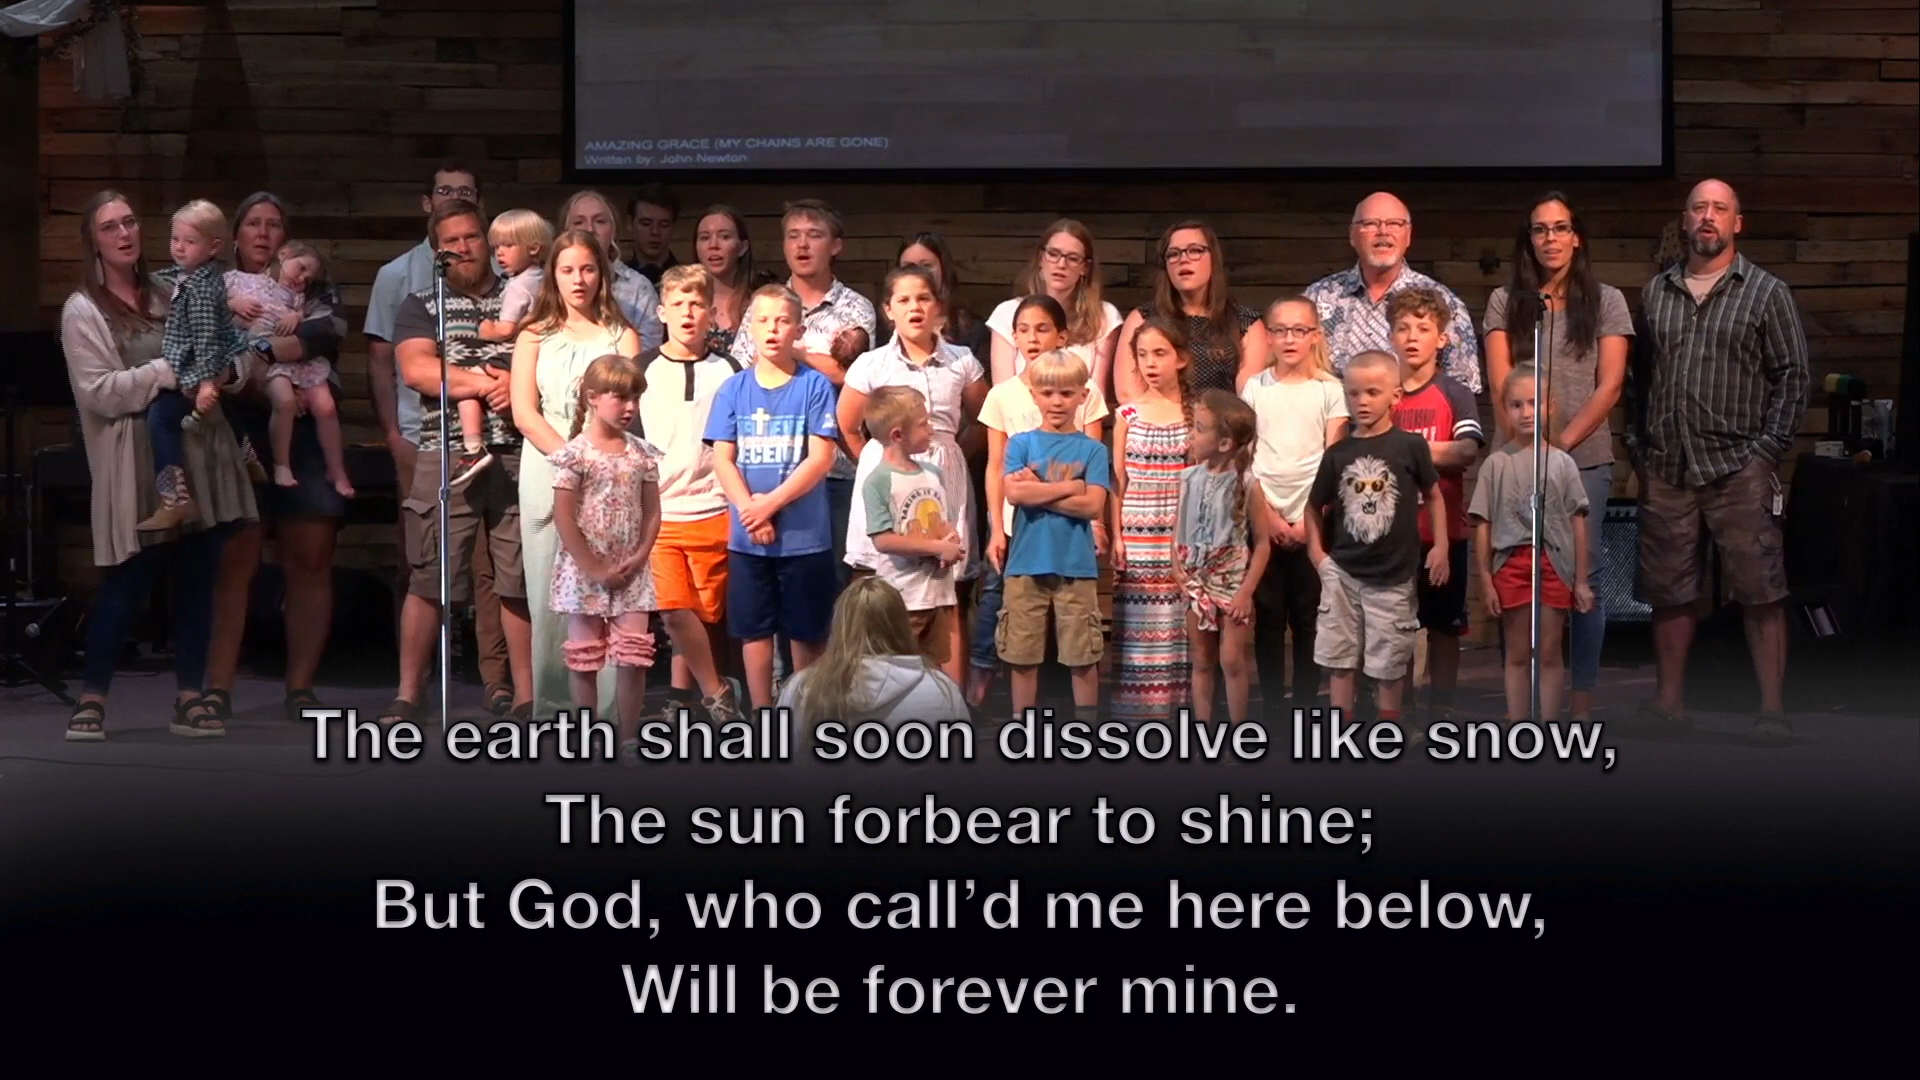 AMAZING GRACE (MY CHAINS ARE GONE)
Written by: John Newton
The earth shall soon dissolve like snow,
The sun forbear to shine;
But God, who call’d me here below,
Will be forever mine.